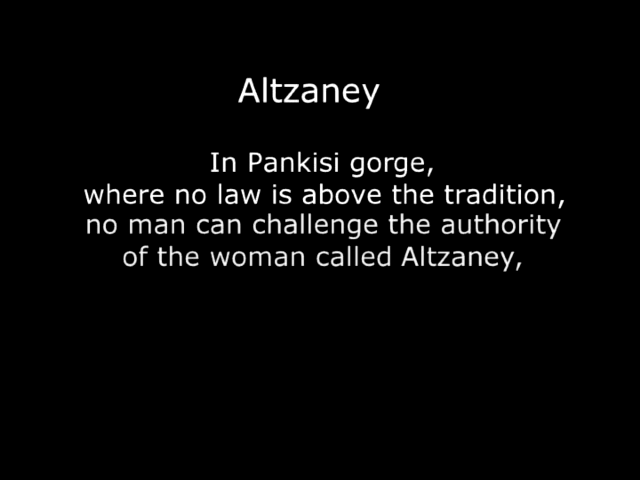 Altzaney
In Pankisi gorge,
where no law is above the tradition,
no man can challenge the authority
of the woman called Altzaney,